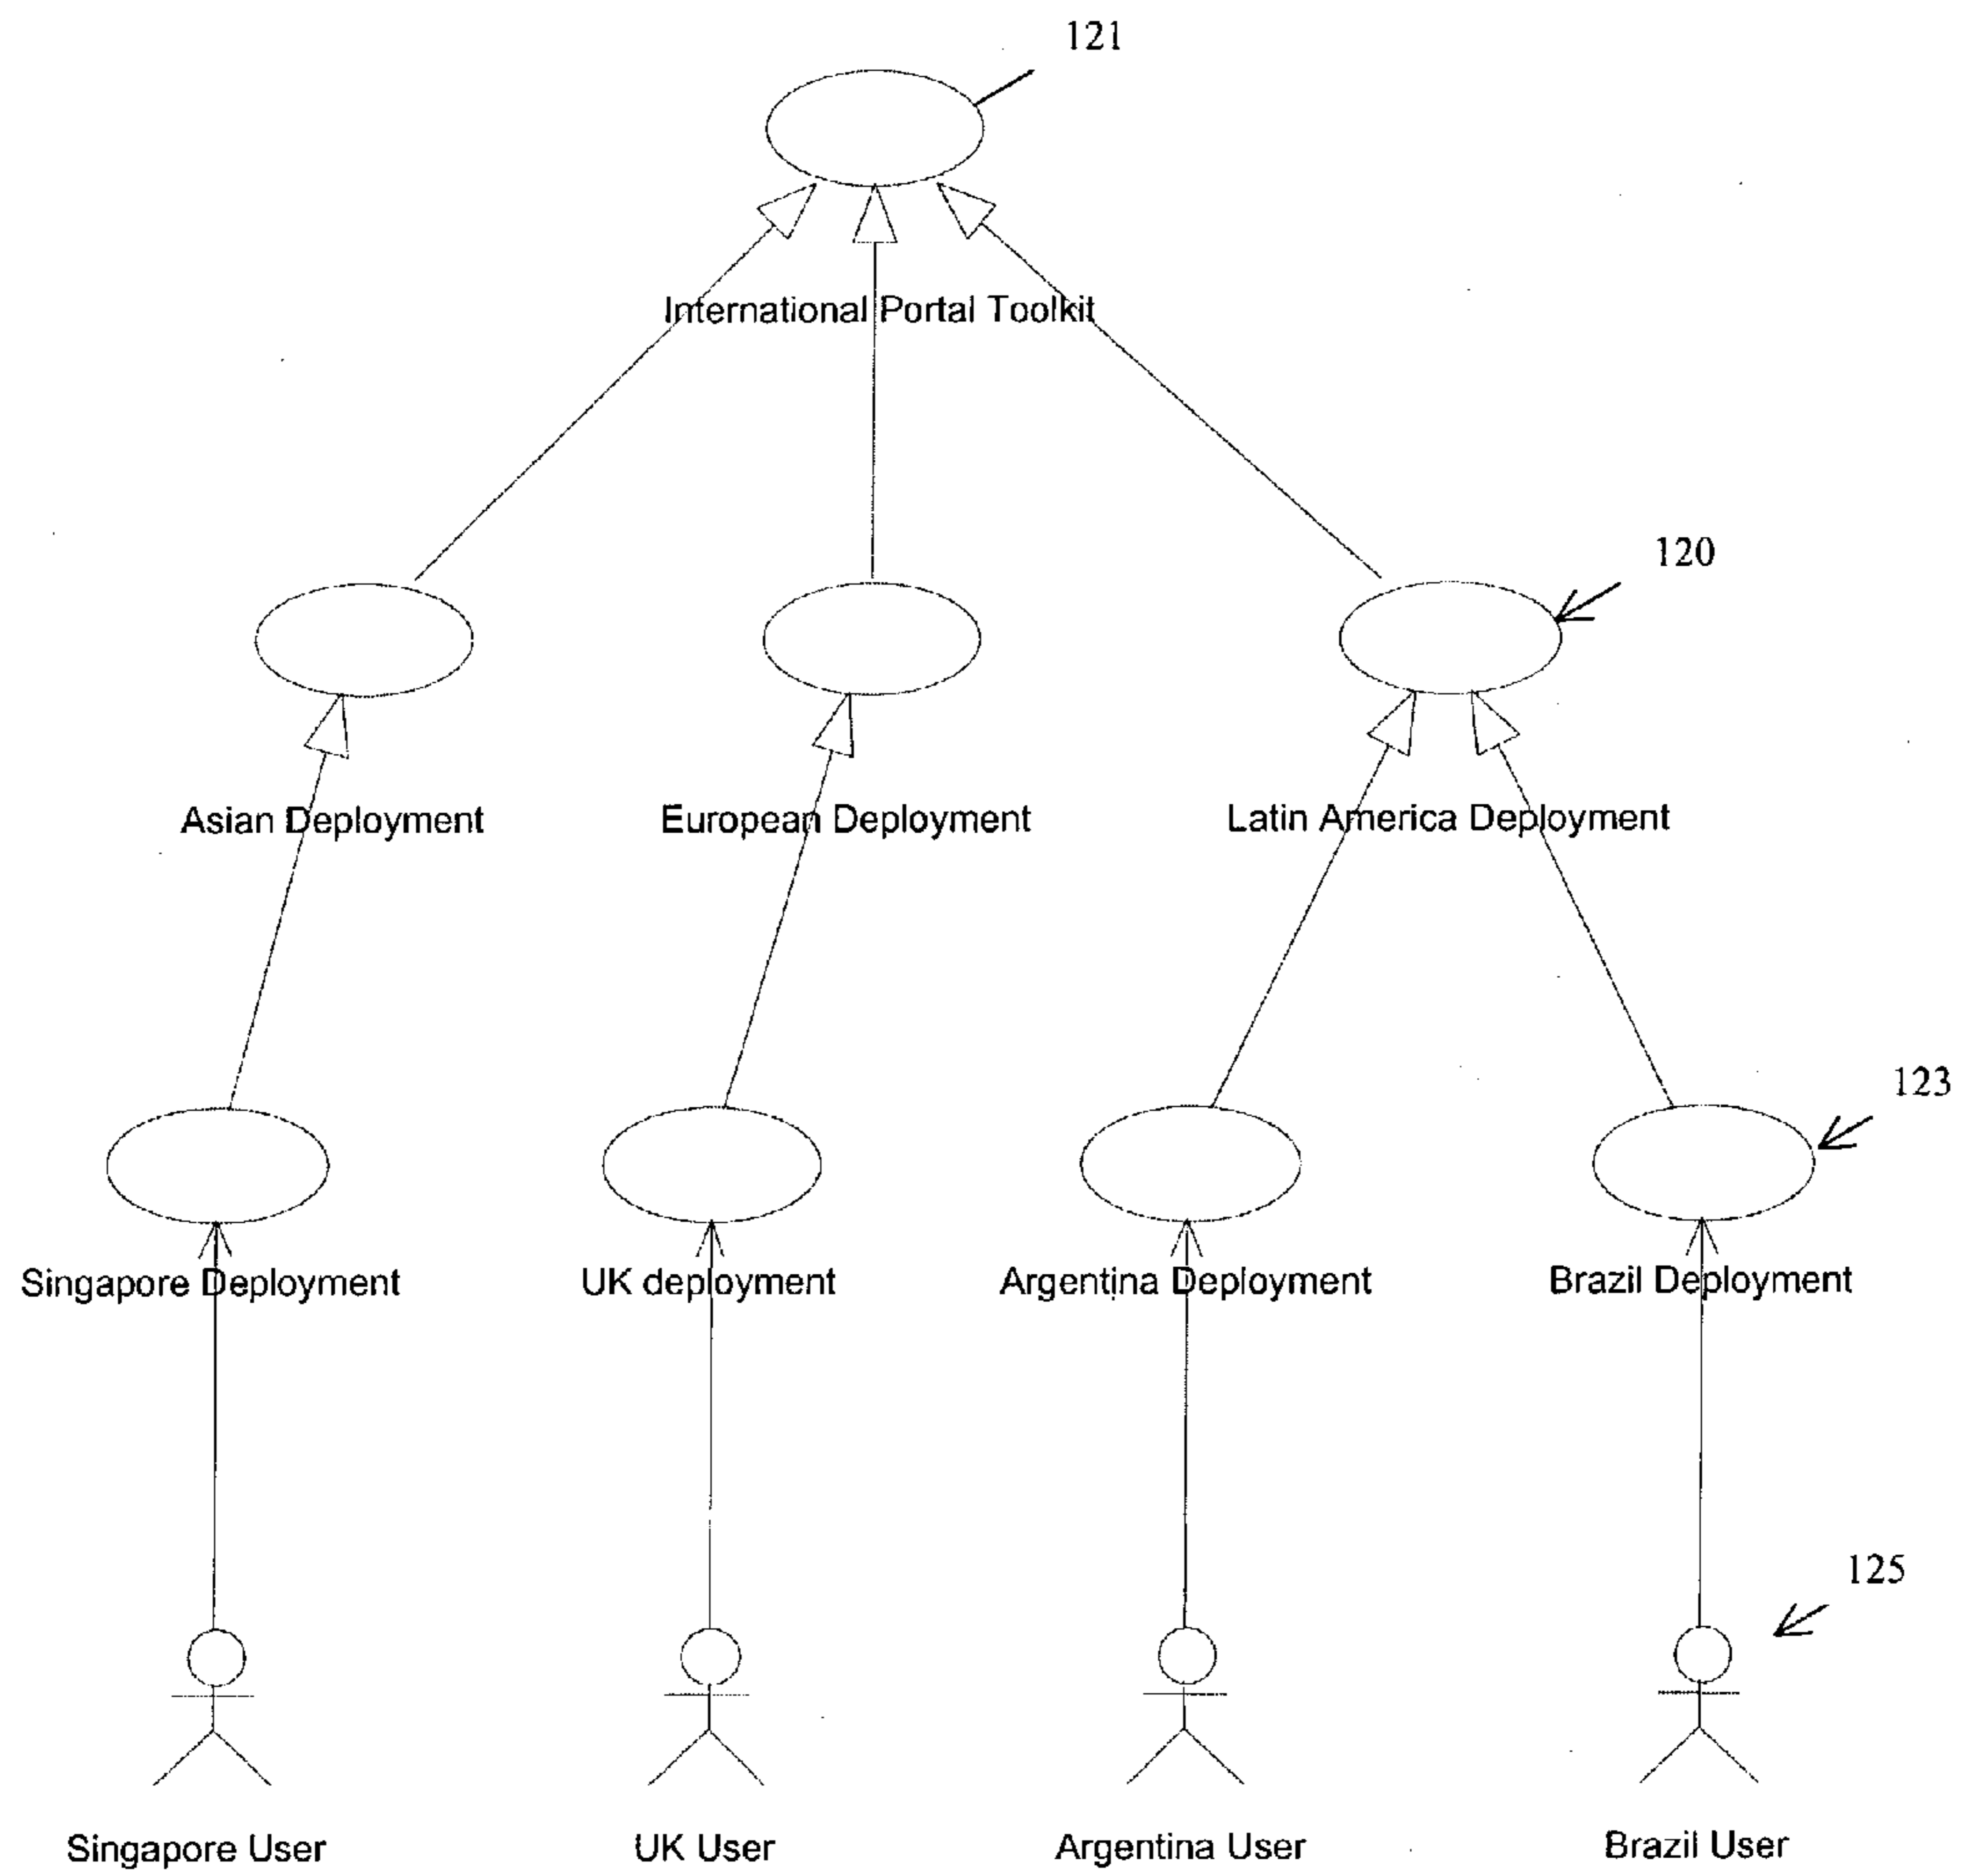 121
International Portal Toolkit
120
Asian Deployment
European Deployment
Latin America Deployment
123
Singapore Deployment
UK deployment
Argentina Deployment
Brazil Deployment
125
Singapore User
UK User
Argentina User
Brazil User